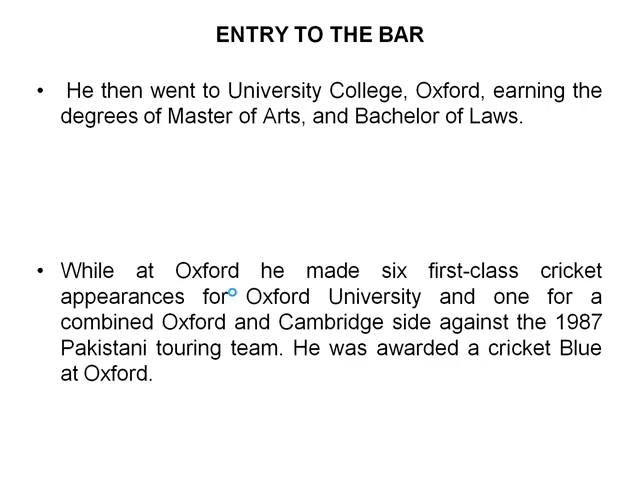 ENTRY TO THE BAR
• He then went to University College, Oxford, earning the
degrees of Master of Arts, and Bachelor of Laws.
• While at Oxford he made six first-class cricket
appearances for Oxford University and one for a
combined Oxford and Cambridge side against the 1987
Pakistani touring team. He was awarded a cricket Blue
at Oxford.